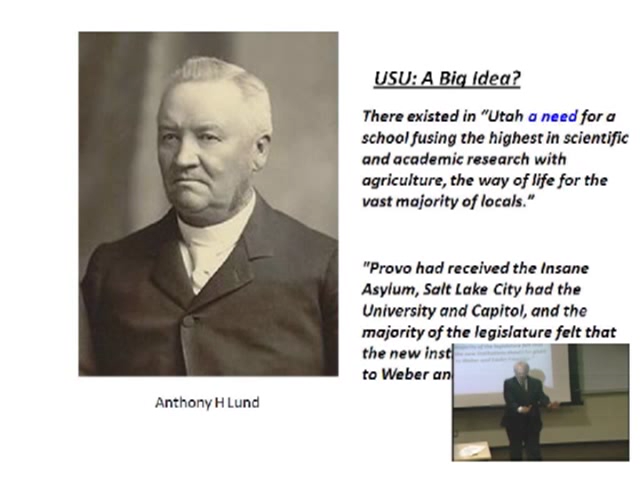 USU: A Big Idea?
There existed in “Utah a need for a
school fusing the highest in scientific
and academic research with
agriculture, the way of life for the
vast majority of locals.”
"Provo had received the Insane
Asylum, Salt Lake City had the
University and Capitol, and the
majority of the legislature felt that
the new inst
to Weber an
Anthony H Lund